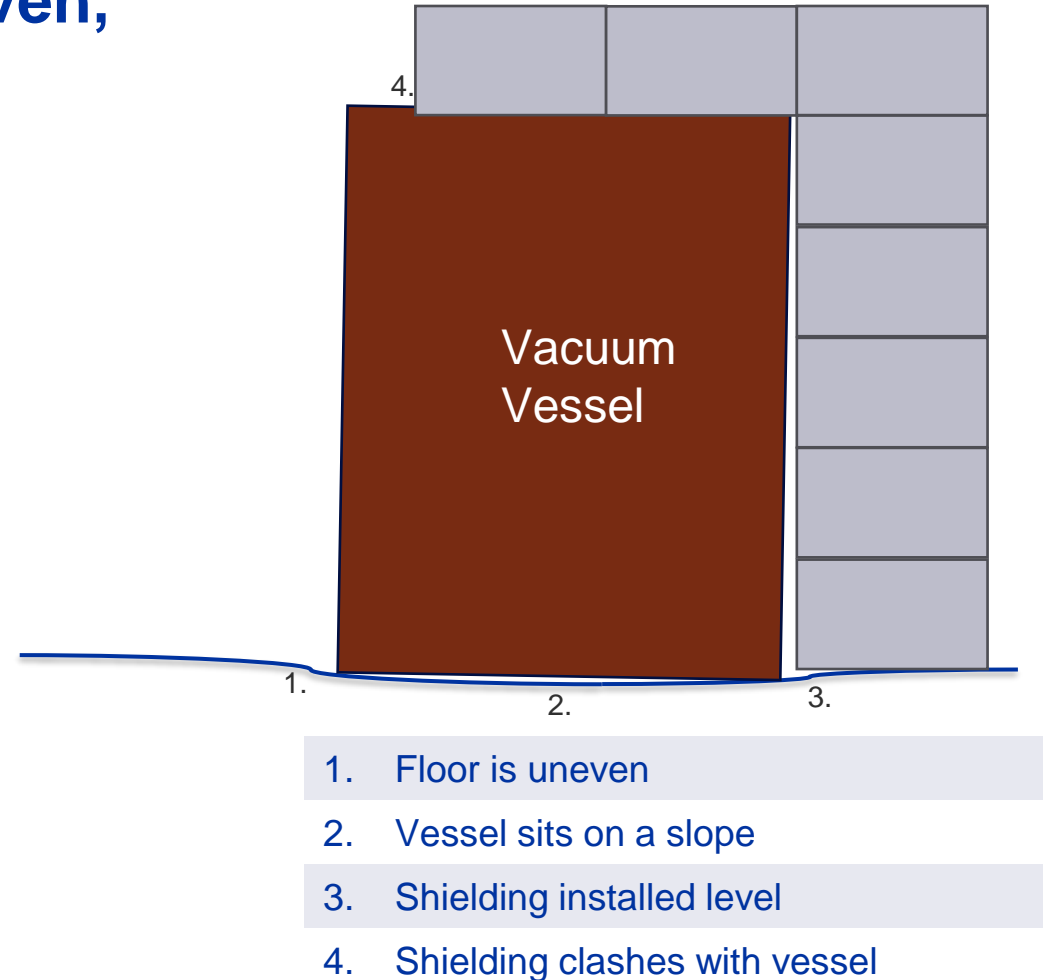 4.
Vacuum
Vessel
1.
2.
3.
1. Floor is uneven
2. Vessel sits on a slope
3. Shielding installed level
4. Shielding clashes with vessel